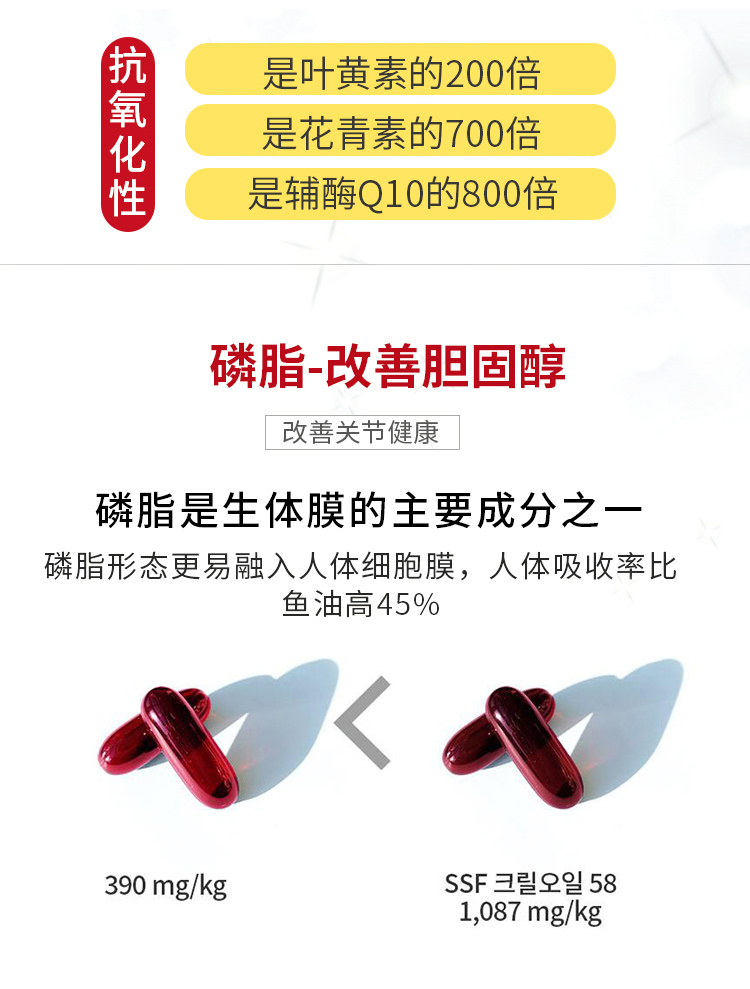 抗氧化性
是叶黄素的200倍
是花青素的700倍
是辅酶Q10的800倍
磷脂-改善胆固醇
改善关节健康
磷脂是生体膜的主要成分之一
磷脂形态更易融入人体细胞膜，人体吸收率比
鱼油高45%
390 mg/kg
SSF 크릴오일 58
1,087 mg/kg